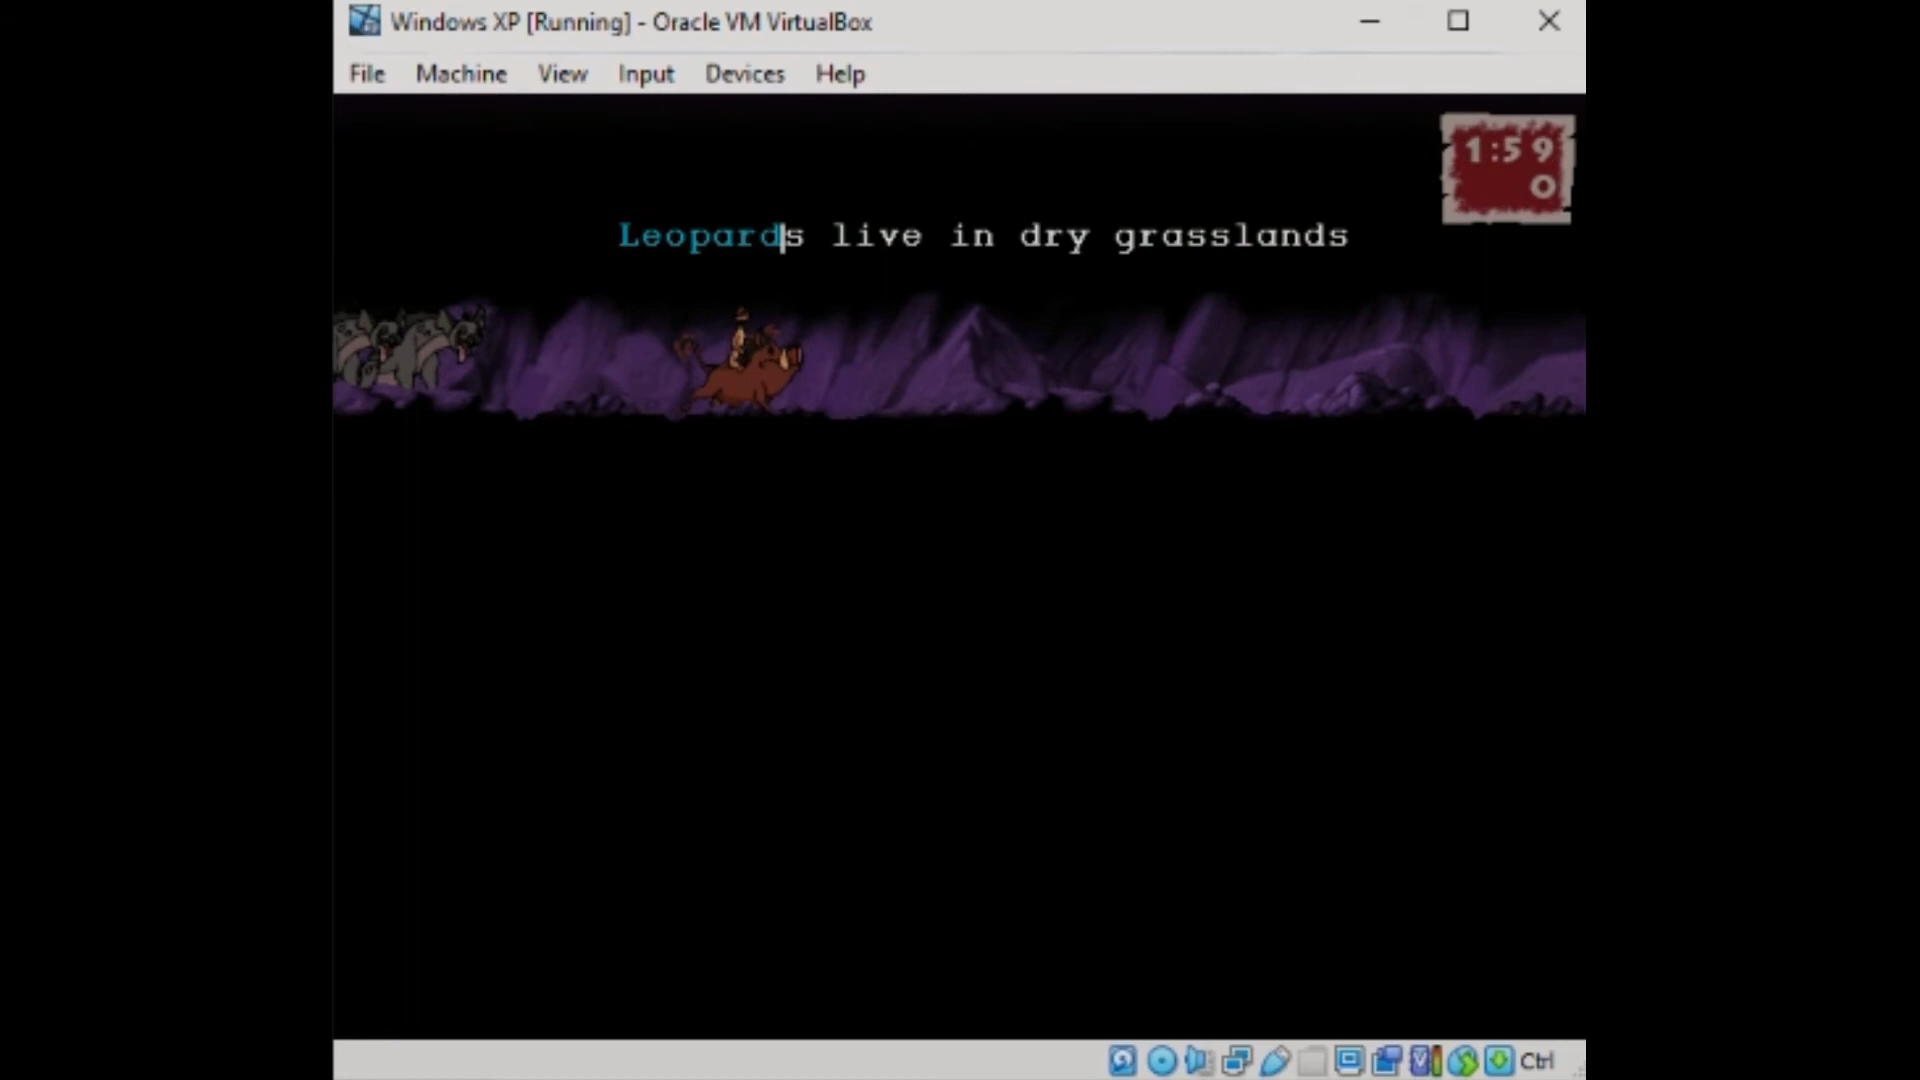 Windows XP [Running] - Oracle VM VirtualBox
File Machine View Input Devices Help
1:59
0
Leopards live in dry grasslands
Ctrl